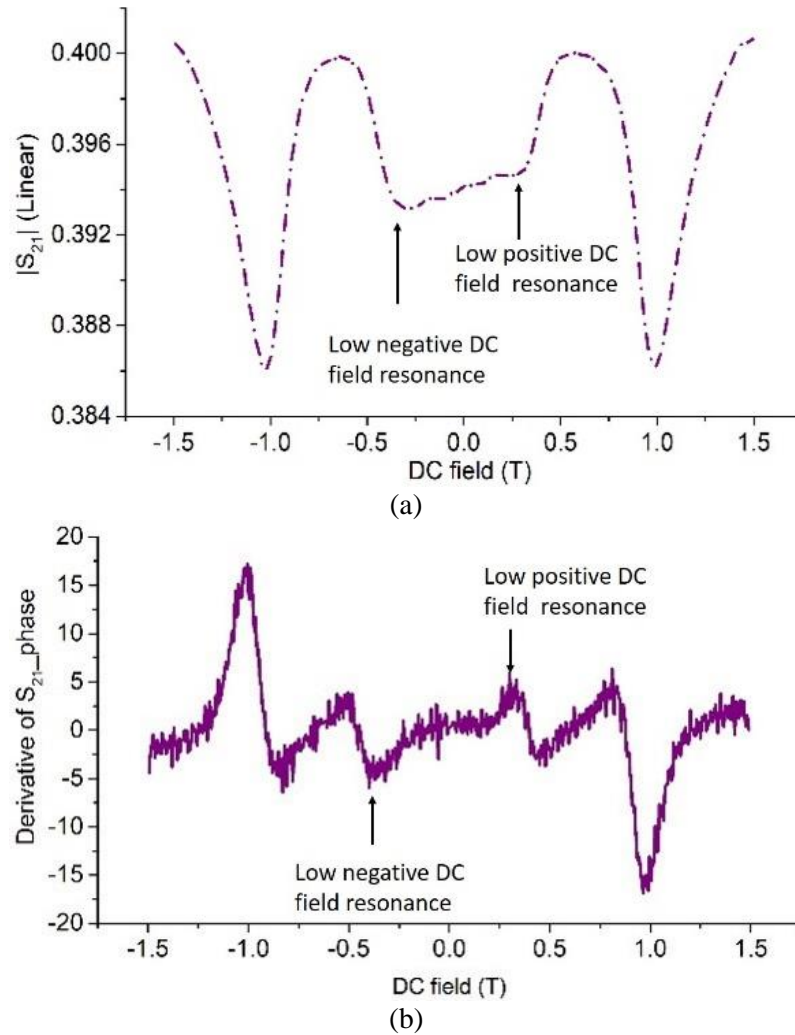 0.400
0.396
0.392
0.388
0.384
|S21| (Linear)
Low positive DC
field resonance
Low negative DC
field resonance
-1.5 -1.0 -0.5 0.0 0.5 1.0 1.5
DC field (T)
(a)
20
15
10
5
0
-5
-10
-15
-20
Derivative of S21_phase
Low positive DC
field resonance
Low negative DC
field resonance
-1.5 -1.0 -0.5 0.0 0.5 1.0 1.5
DC field (T)
(b)